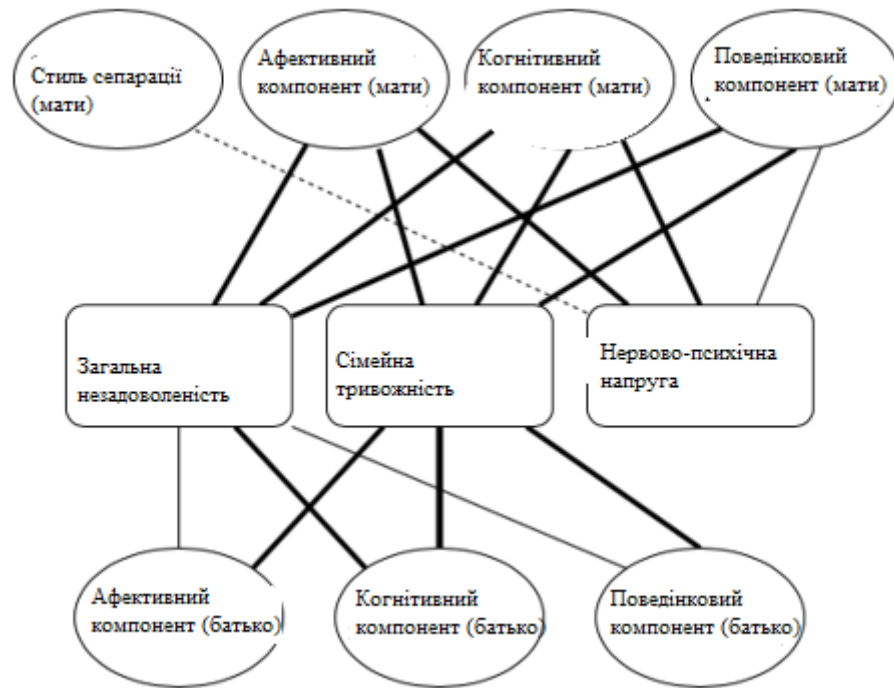 Стиль сепарації
(мати)
Афективний
компонент (мати)
Когнітивний
компонент (мати)
Поведінковий
компонент (мати)
Загальна
незадоволеність
Сімейна
тривожність
Нервово-психічна
напруга
Афективний
компонент (батько)
Когнітивний
компонент (батько)
Поведінковий
компонент (батько)